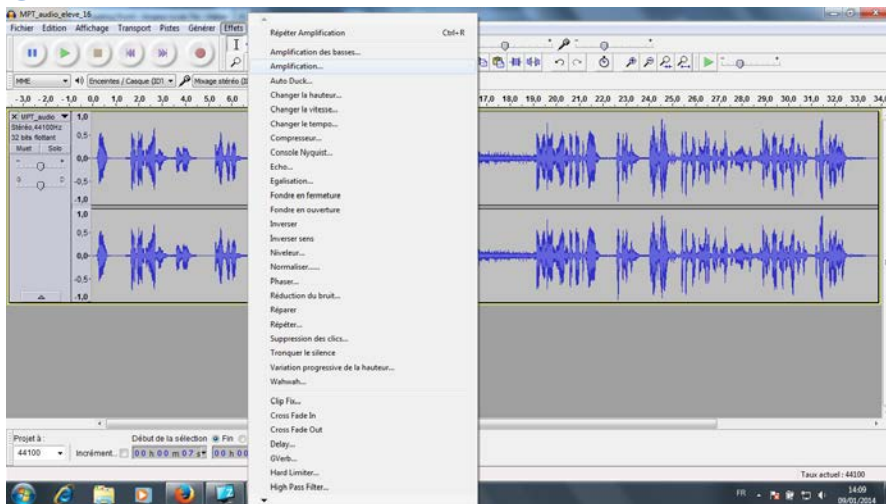 MPT_audio_eleve_16
Fichier Edition Affichage Transport Pistes Générer Effets
MME Enceintes / Casque (IDT Mixage stéréo (ID
-3,0 -2,0 -1,0 0,0 1,0 2,0 3,0 4,0 5,0 6,0 17,0 18,0 19,0 20,0 21,0 22,0 23,0 24,0 25,0 26,0 27,0 28,0 29,0 30,0 31,0 32,0 33,0 34,0
X MPT_audio
Stéréo, 44100Hz
32 bits flottant
Muet Solo
G D
1,0
0,5
0,0
-0,5
-1,0
1,0
0,5
0,0
-0,5
-1,0
Répéter Amplification Ctrl+R
Amplification des basses...
Amplification...
Auto Duck...
Changer la hauteur...
Changer la vitesse...
Changer le tempo...
Compresseur...
Console Nyquist...
Echo...
Egalisation...
Fondre en fermeture
Fondre en ouverture
Inverser
Inverser sens
Niveleur...
Normaliser......
Phaser...
Réduction du bruit...
Réparer
Répéter...
Suppression des clics...
Tronquer le silence
Variation progressive de la hauteur...
Wahwah...
Clip Fix...
Cross Fade In
Cross Fade Out
Delay...
GVerb...
Hard Limiter...
High Pass Filter...
Projet à :
Début de la sélection Fin
44100 Incrément... 00 h 00 m 07 s 00 h 00
Taux actuel : 44100
FR
14:09
09/01/2014